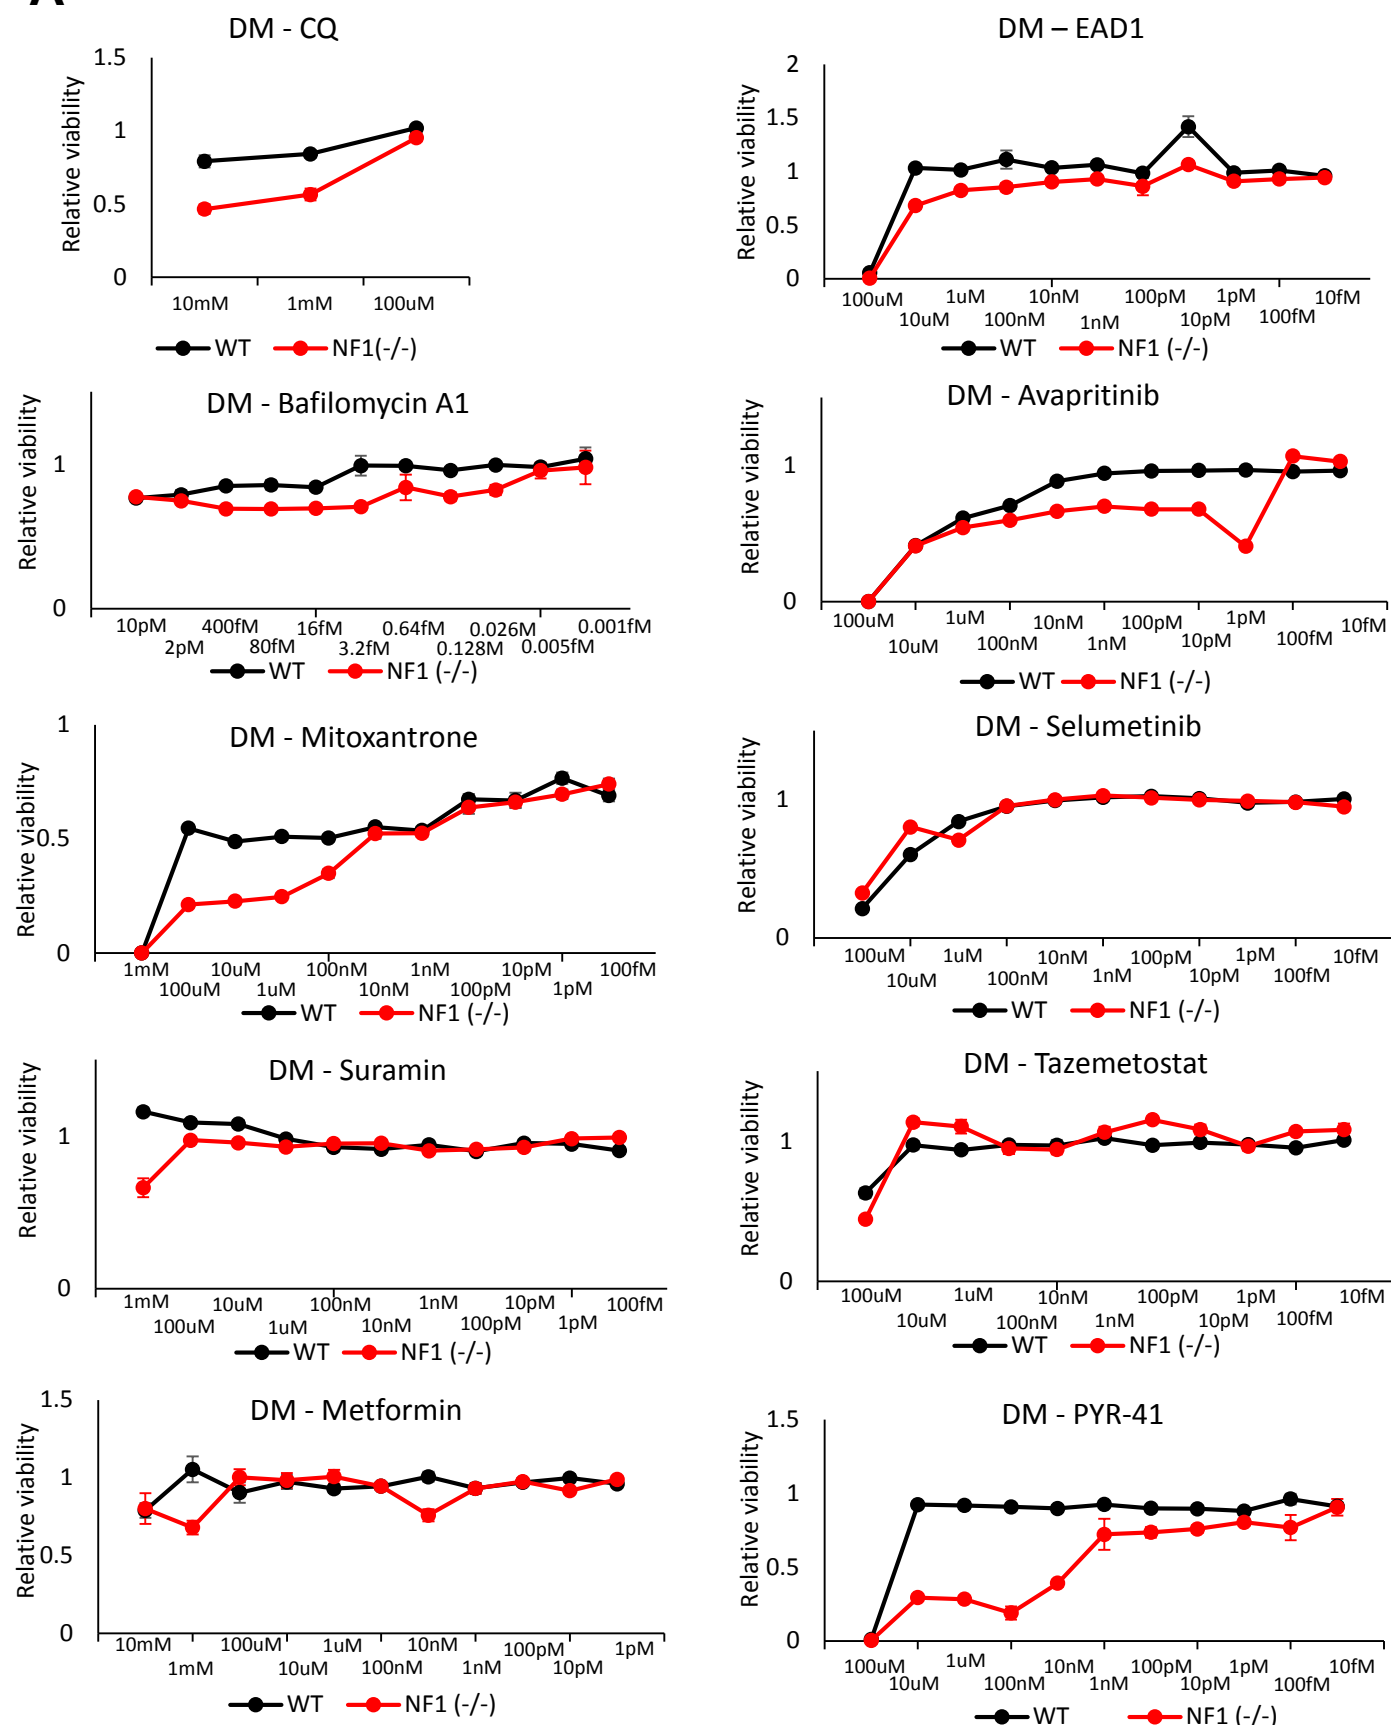 A
DM - CQ
Relative viability
1.5
1
0.5
0
10mM 1mM 100uM
WT NF1(-/-)
DM – EAD1
Relative viability
2
1.5
1
0.5
0
100uM 1uM 10nM 100pM 1pM 10fM
10uM 100nM 1nM 10pM 100fM
WT NF1 (-/-)
DM - Bafilomycin A1
Relative viability
1
0
10pM 400fM 16fM 0.64fM 0.026M 0.001fM
2pM 80fM 3.2fM 0.128M 0.005fM
WT NF1 (-/-)
DM - Avapritinib
Relative viability
1
0
100uM 1uM 10nM 100pM 1pM 10fM
10uM 100nM 1nM 10pM 100fM
WT NF1 (-/-)
DM - Mitoxantrone
Relative viability
1
0.5
0
1mM 10uM 100nM 1nM 10pM 100fM
100uM 1uM 10nM 100pM 1pM
WT NF1 (-/-)
DM - Selumetinib
Relative viability
1
0
100uM 1uM 10nM 100pM 1pM 10fM
10uM 100nM 1nM 10pM 100fM
WT NF1 (-/-)
DM - Suramin
Relative viability
1
0
1mM 10uM 100nM 1nM 10pM 100fM
100uM 1uM 10nM 100pM 1pM
WT NF1 (-/-)
DM - Tazemetostat
Relative viability
1
0
100uM 1uM 10nM 100pM 1pM 10fM
10uM 100nM 1nM 10pM 100fM
WT NF1 (-/-)
DM - Metformin
Relative viability
1.5
1
0.5
0
10mM 100uM 1uM 10nM 100pM 1pM
1mM 10uM 100nM 1nM 10pM
WT NF1 (-/-)
DM - PYR-41
Relative viability
1.5
1
0.5
0
100uM 1uM 10nM 100pM 1pM 10fM
10uM 100nM 1nM 10pM 100fM
WT NF1 (-/-)